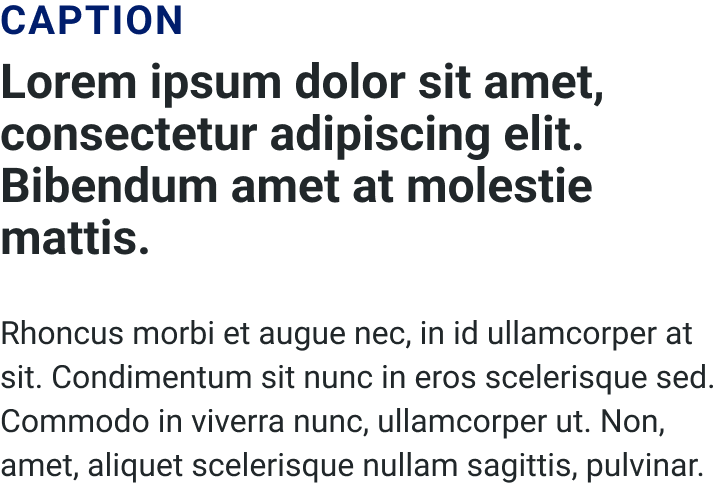 CAPTION
Lorem ipsum dolor sit amet,
consectetur adipiscing elit.
Bibendum amet at molestie
mattis.
Rhoncus morbi et augue nec, in id ullamcorper at
sit. Condimentum sit nunc in eros scelerisque sed.
Commodo in viverra nunc, ullamcorper ut. Non,
amet, aliquet scelerisque nullam sagittis, pulvinar.